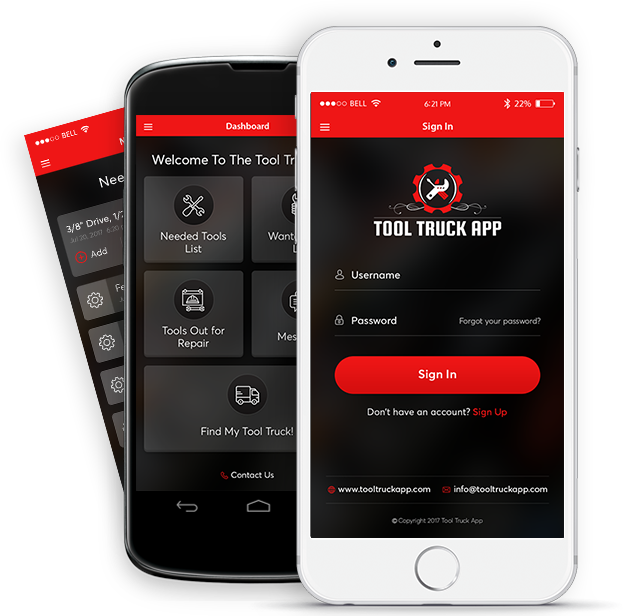 BELL
Nee
3/8" Drive, 1/
Jul 20, 2017
Add
Fe
Dashboard
Welcome To The Tool Tr
Needed Tools
List
Want
List
Tools Out for
Repair
Mes
Find My Tool Truck!
Contact Us
BELL 6:21 PM 22%
Sign In
TOOL TRUCK APP
Username
Password Forgot your password?
Sign In
Don't have an account? Sign Up
www.tooltruckapp.com info@tooltruckapp.com
© Copyright 2017 Tool Truck App